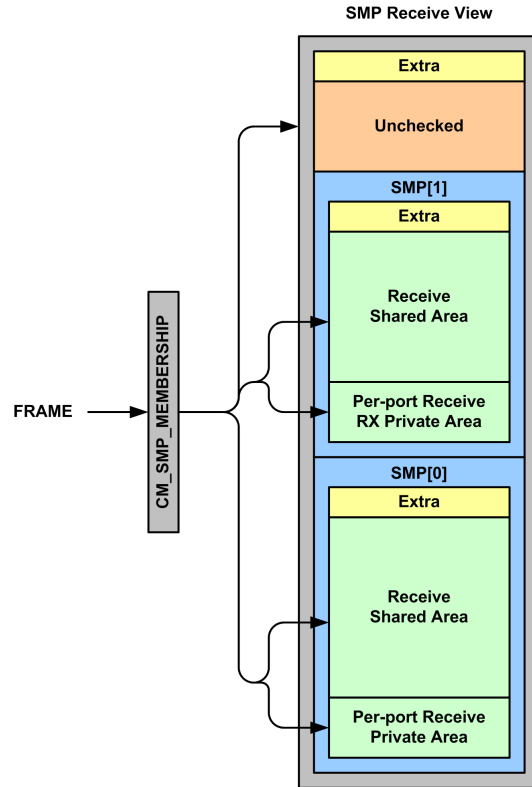 SMP Receive View
Extra
Unchecked
SMP[1]
Extra
Receive
Shared Area
Per-port Receive
RX Private Area
CM_SMP_MEMBERSHIP
FRAME
SMP[0]
Extra
Receive
Shared Area
Per-port Receive
Private Area